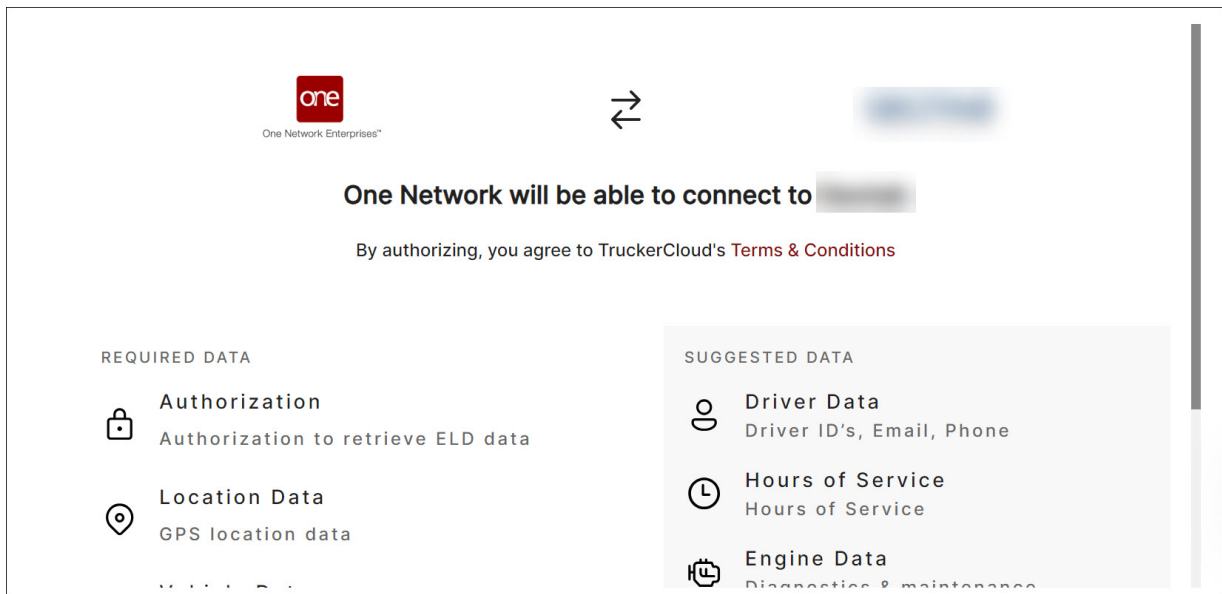 one
One Network Enterprises™
One Network will be able to connect to
By authorizing, you agree to TruckerCloud's Terms & Conditions
REQUIRED DATA
Authorization
Authorization to retrieve ELD data
Location Data
GPS location data
SUGGESTED DATA
Driver Data
Driver ID’s, Email, Phone
Hours of Service
Hours of Service
Engine Data
Diagnostics & maintenance